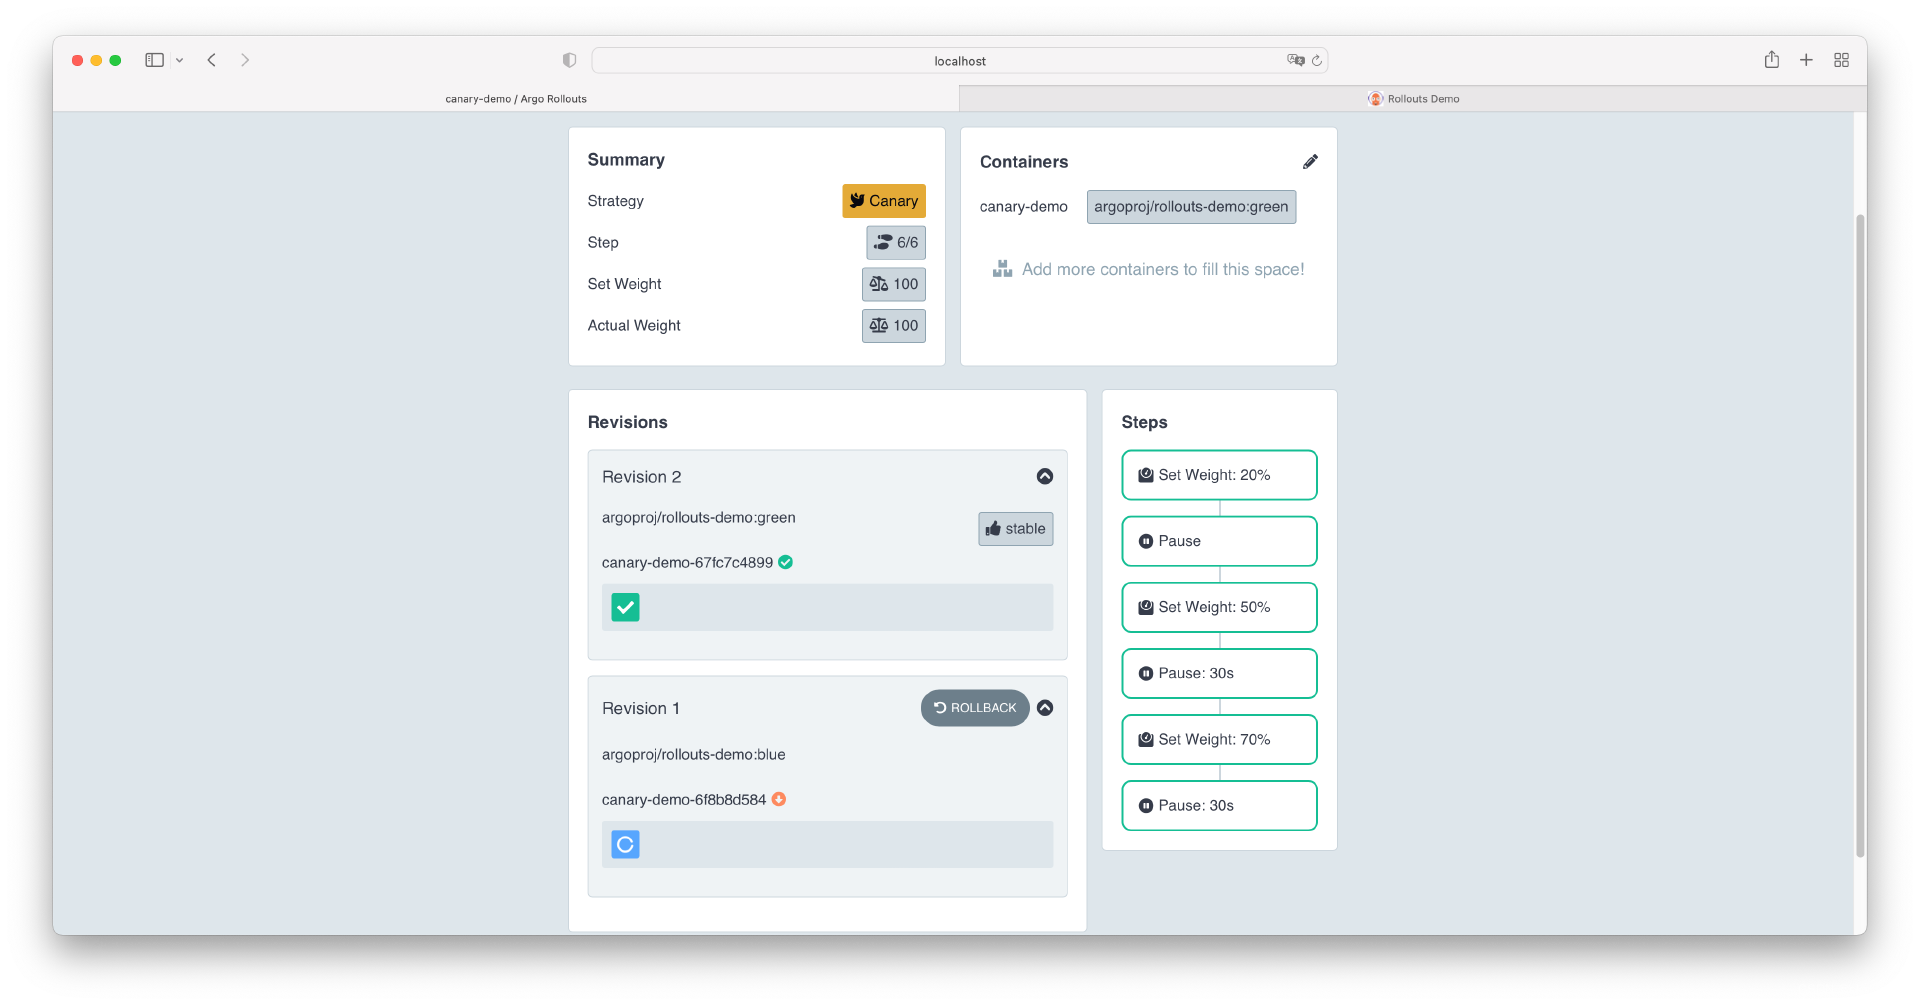 localhost
canary-demo / Argo Rollouts
Rollouts Demo
Summary
Strategy
Canary
Step
6/6
Set Weight
100
Actual Weight
100
Containers
canary-demo
argoproj/rollouts-demo:green
Add more containers to fill this space!
Revisions
Revision 2
argoproj/rollouts-demo:green
stable
canary-demo-67fc7c4899
Revision 1
ROLLBACK
argoproj/rollouts-demo:blue
canary-demo-6f8b8d584
Steps
Set Weight: 20%
Pause
Set Weight: 50%
Pause: 30s
Set Weight: 70%
Pause: 30s